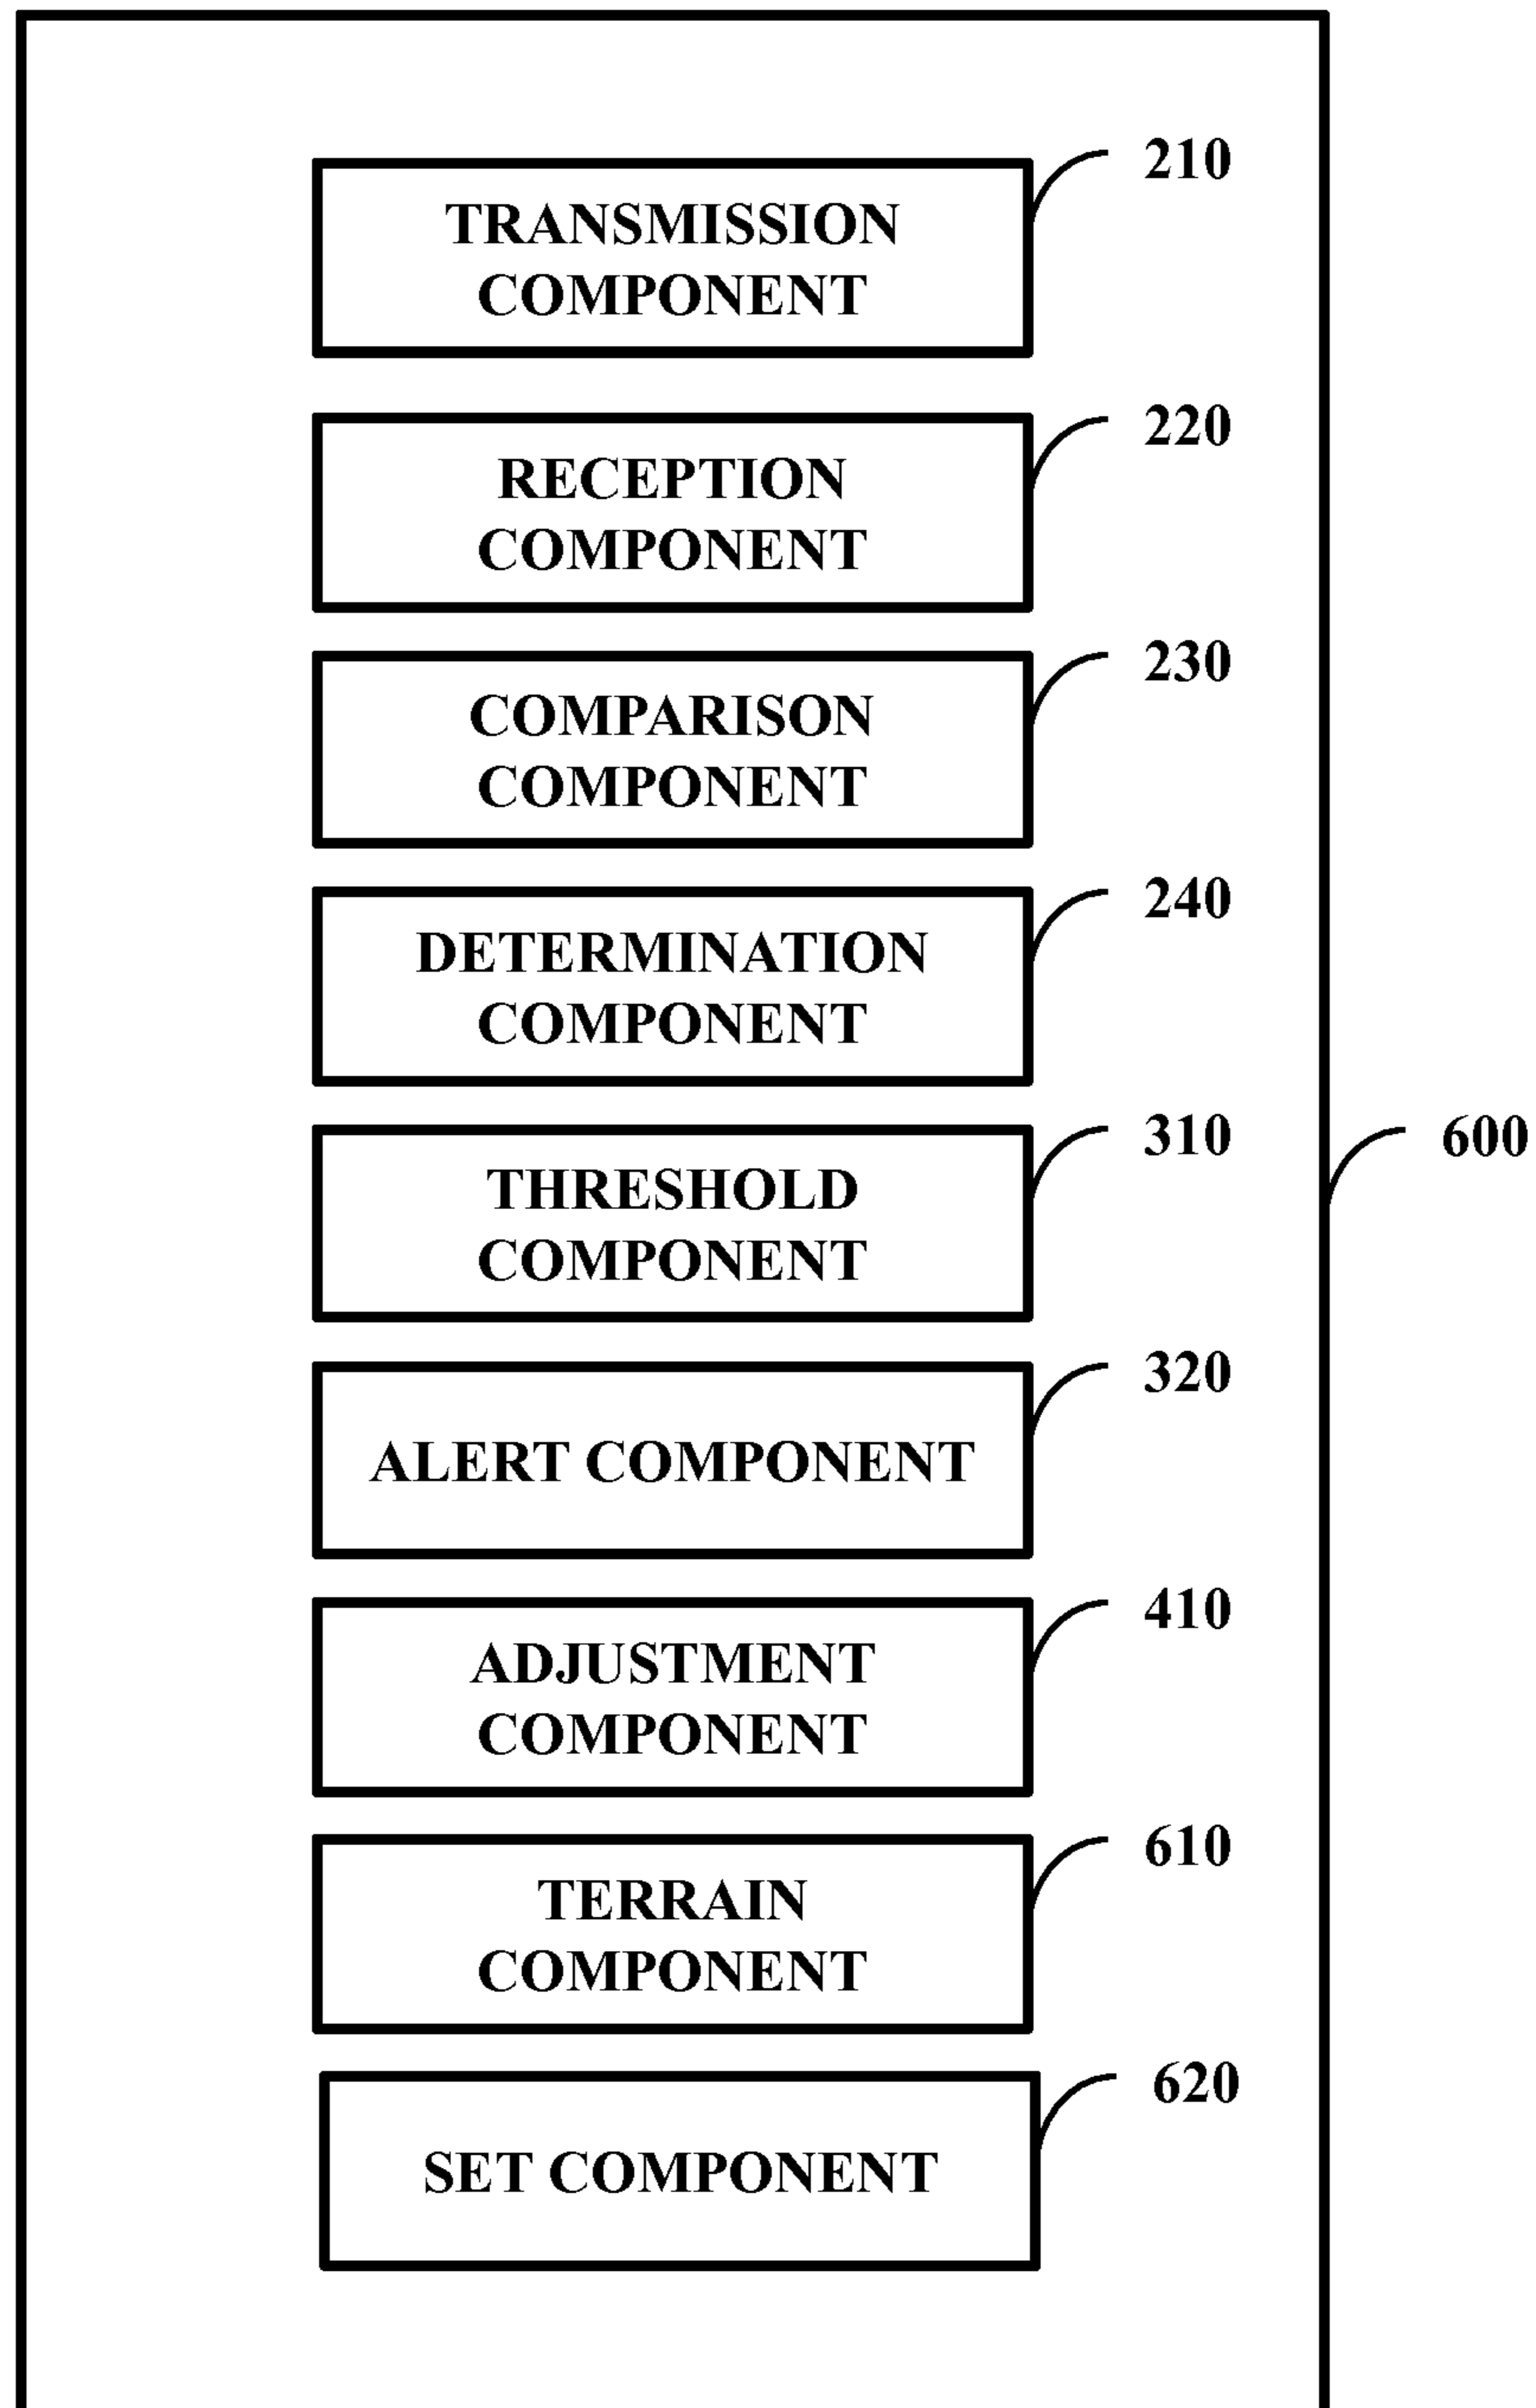 210
TRANSMISSION
COMPONENT
220
RECEPTION
COMPONENT
230
COMPARISON
COMPONENT
240
DETERMINATION
COMPONENT
310
THRESHOLD
COMPONENT
600
320
ALERT COMPONENT
410
ADJUSTMENT
COMPONENT
610
TERRAIN
COMPONENT
620
SET COMPONENT